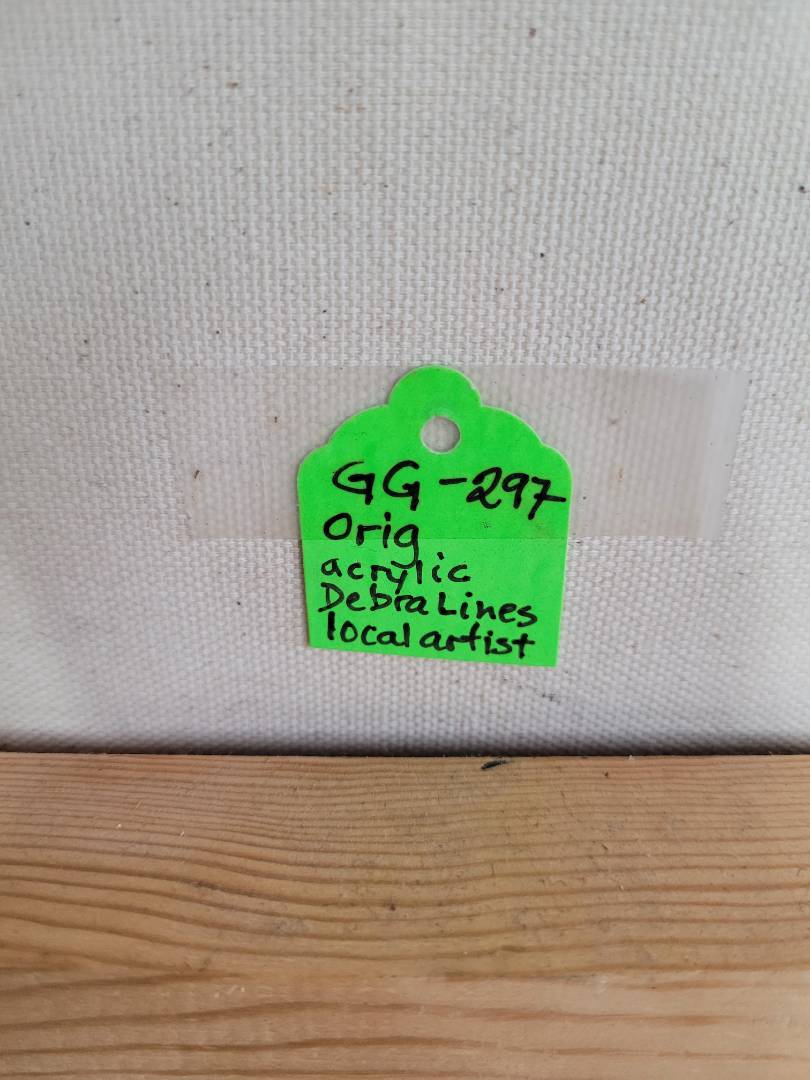 GG-297
Orig
acrylic
Debra Lines
local artist